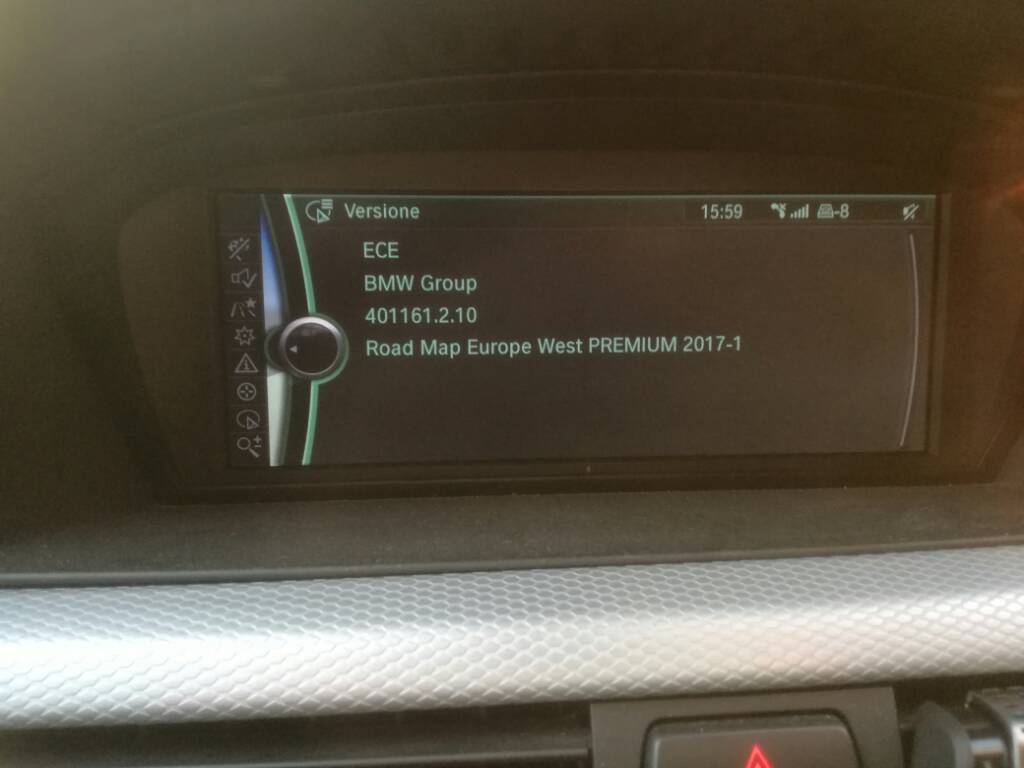 Versione 15:59 -8
ECE
BMW Group
401161.2.10
Road Map Europe West PREMIUM 2017-1